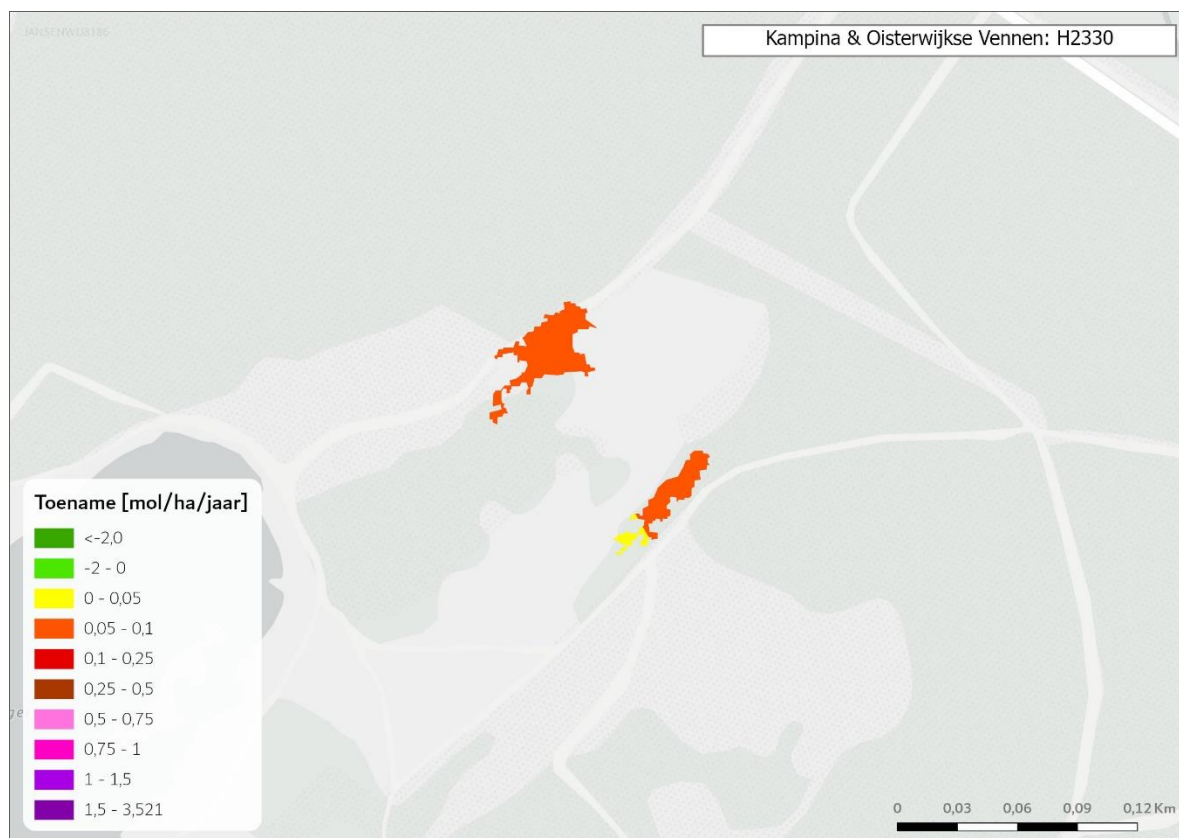 JANSENWIJ3186
Kampina & Oisterwijkse Vennen: H2330
Toename [mol/ha/jaar]
<-2,0
-2 - 0
0 - 0,05
0,05 - 0,1
0,1 - 0,25
0,25 - 0,5
0,5 - 0,75
0,75 - 1
1 - 1,5
1,5 - 3,521
0 0,03 0,06 0,09 0,12 Km